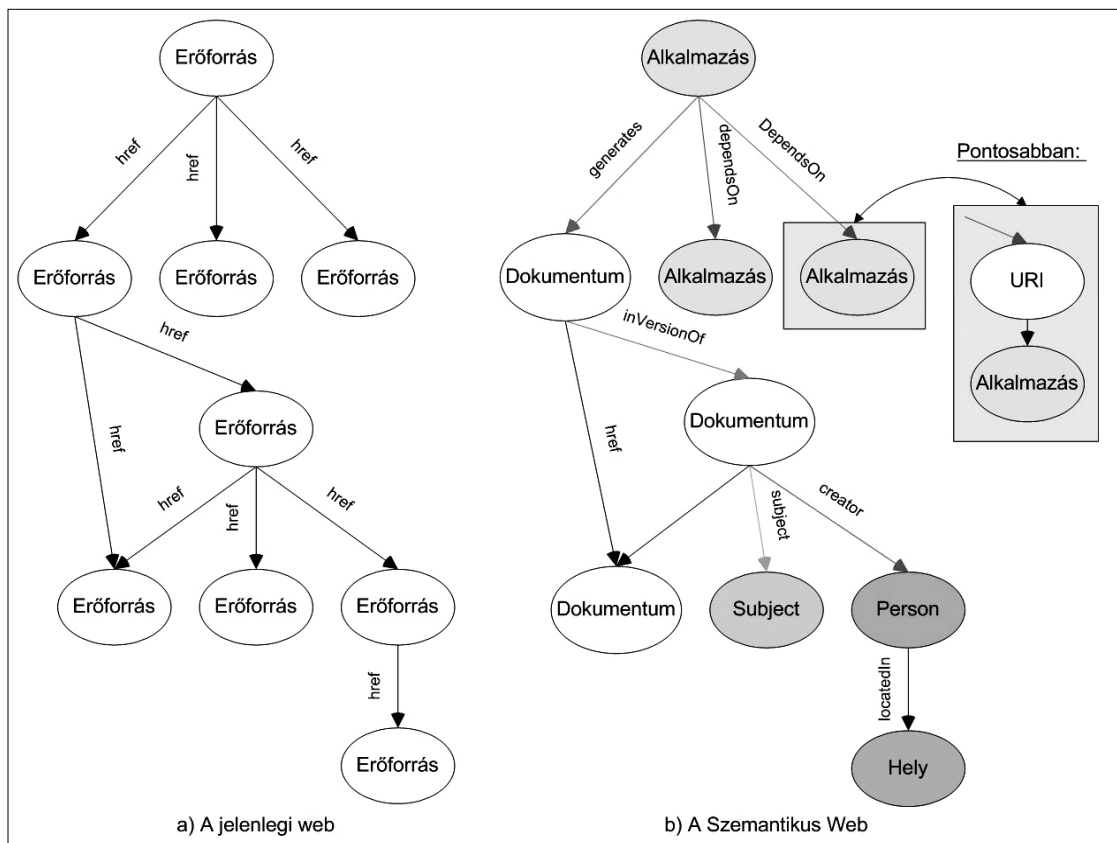 Erőforrás
href
href
href
Erőforrás
Erőforrás
Erőforrás
href
href
Erőforrás
href
href
href
Erőforrás
Erőforrás
Erőforrás
href
Erőforrás
a) A jelenlegi web
Alkalmazás
generates
dependsOn
DependsOn
Pontosabban:
Dokumentum
Alkalmazás
Alkalmazás
URI
Alkalmazás
inVersionOf
href
Dokumentum
subject
creator
Dokumentum
Subject
Person
locatedIn
Hely
b) A Szemantikus Web